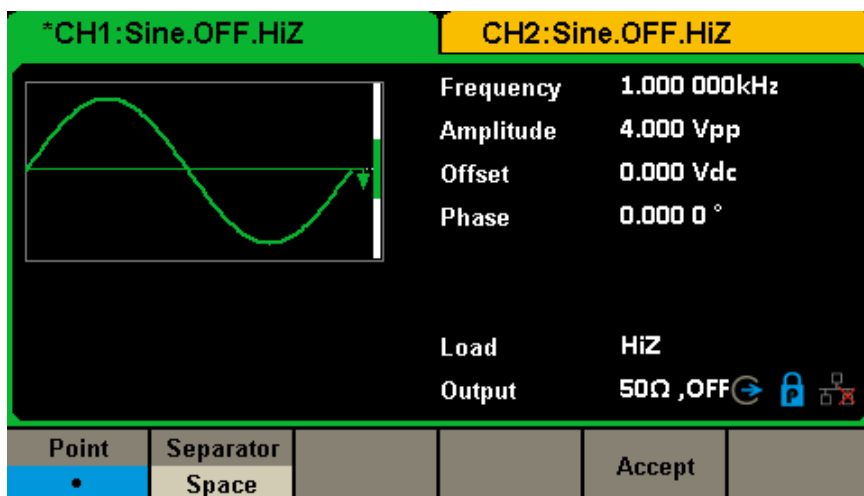 *CH1:Sine.OFF.HiZ CH2:Sine.OFF.HiZ
Frequency 1.000 000kHz
Amplitude 4.000 Vpp
Offset 0.000 Vdc
Phase 0.000 0 °
Load HiZ
Output 50Ω ,OFF P
Point Separator Accept
• Space